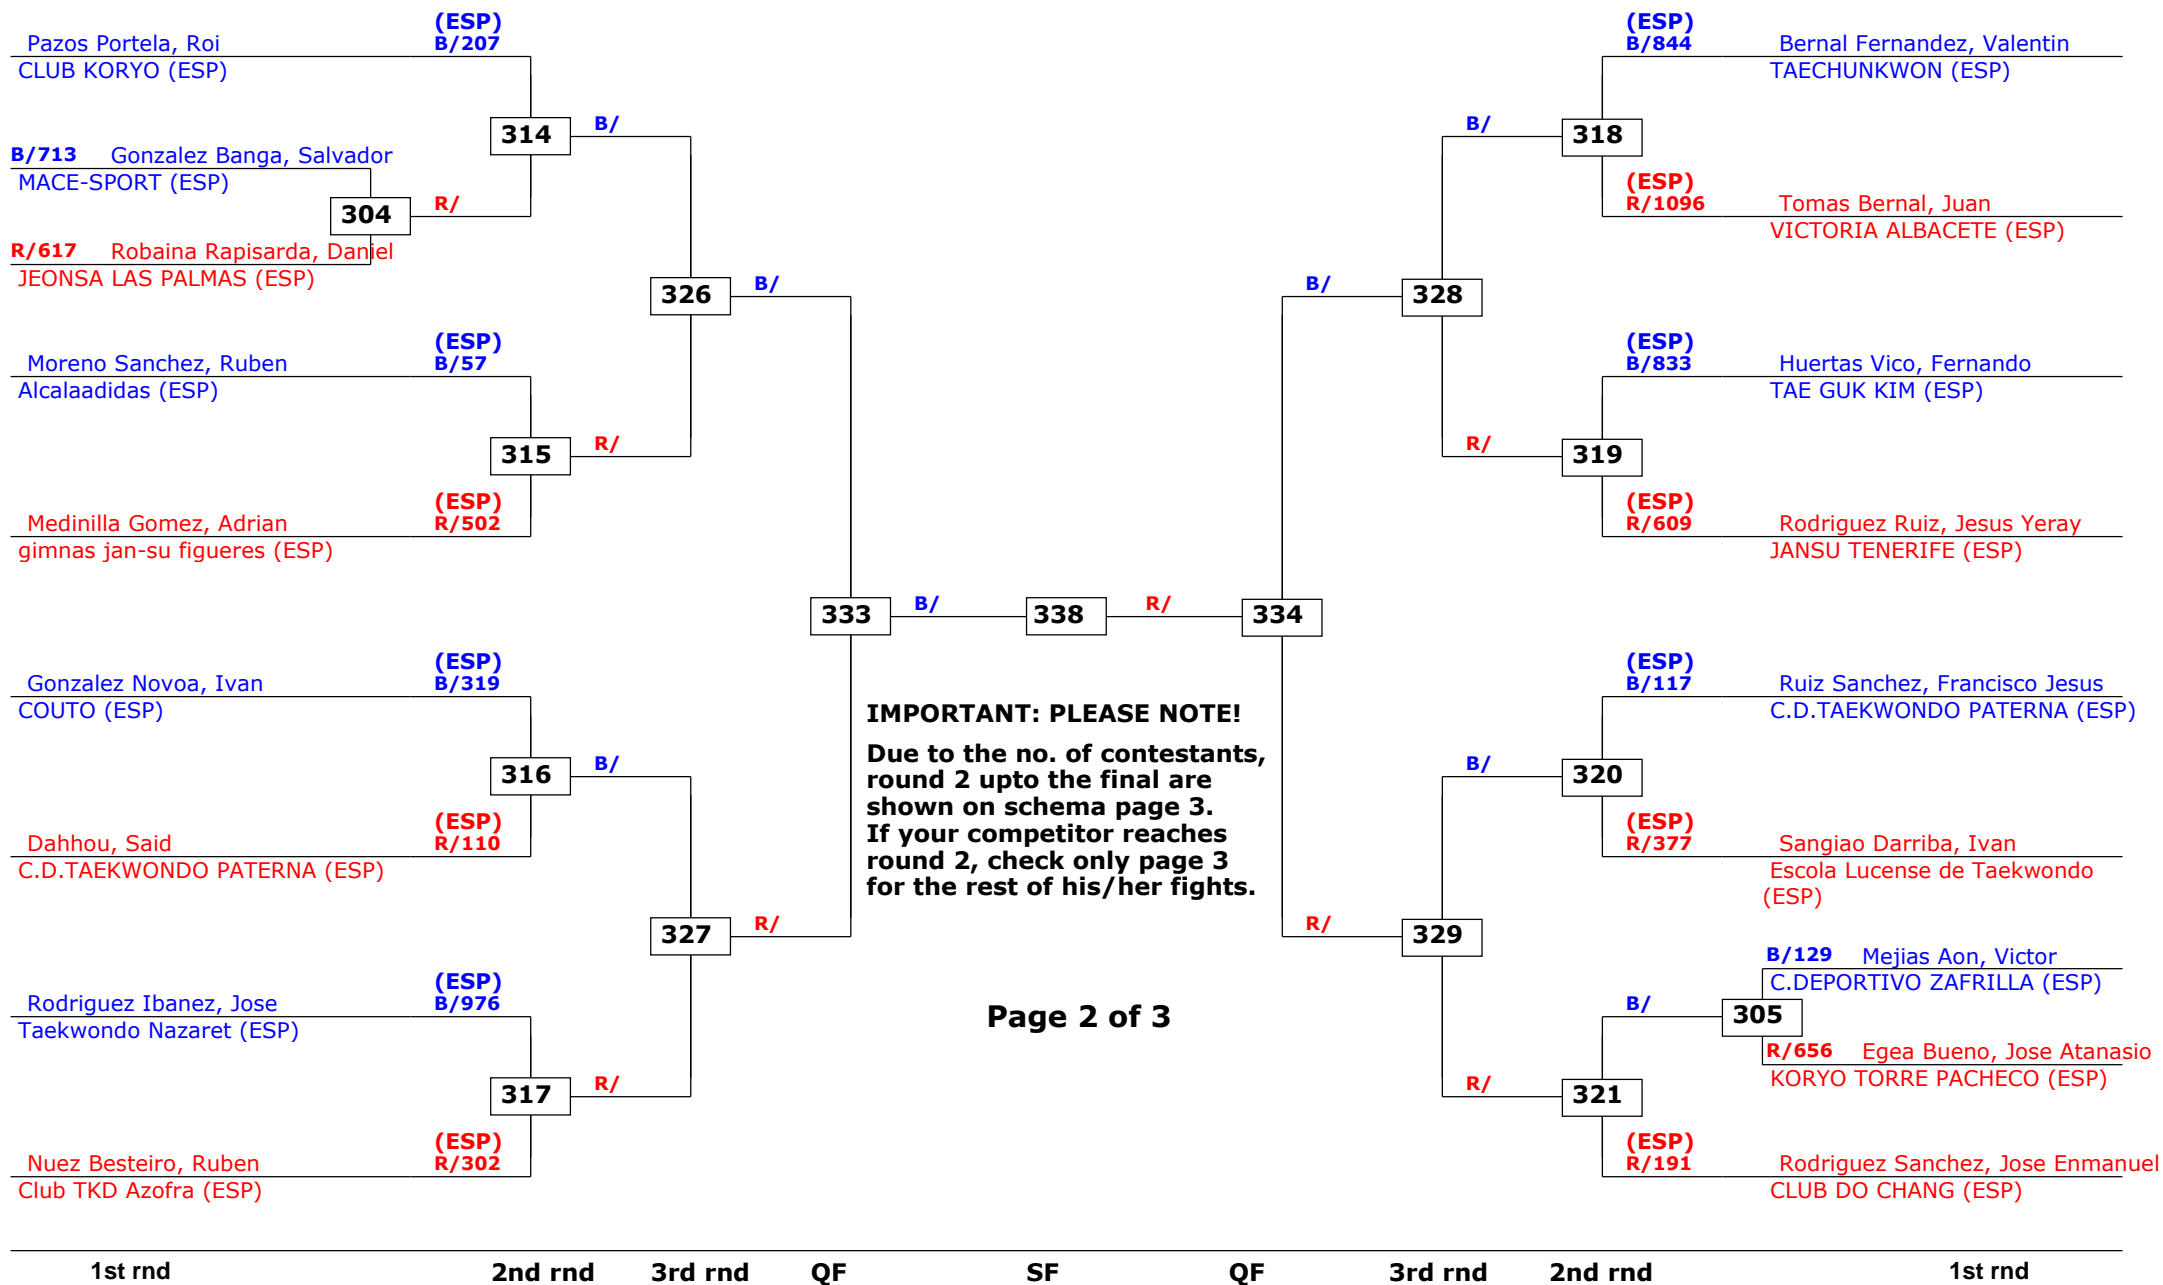 (ESP)
Pazos Portela, Roi B/207
CLUB KORYO (ESP)
314
B/
B/713 Gonzalez Banga, Salvador
MACE-SPORT (ESP)
304
R/
R/617 Robaina Rapisarda, Daniel
JEONSA LAS PALMAS (ESP)
326
B/
(ESP)
Moreno Sanchez, Ruben B/57
Alcalaadidas (ESP)
315
R/
(ESP)
Medinilla Gomez, Adrian R/502
gimnas jan-su figueres (ESP)
333
B/
338
R/
334
(ESP)
Gonzalez Novoa, Ivan B/319
COUTO (ESP)
316
B/
(ESP)
Dahhou, Said R/110
C.D.TAEKWONDO PATERNA (ESP)
327
R/
(ESP)
Rodriguez Ibanez, Jose B/976
Taekwondo Nazaret (ESP)
317
R/
(ESP)
Nuez Besteiro, Ruben R/302
Club TKD Azofra (ESP)
IMPORTANT: PLEASE NOTE!
Due to the no. of contestants,
round 2 upto the final are
shown on schema page 3.
If your competitor reaches
round 2, check only page 3
for the rest of his/her fights.
Page 2 of 3
(ESP)
B/844 Bernal Fernandez, Valentin
TAECHUNKWON (ESP)
B/
318
(ESP)
R/1096 Tomas Bernal, Juan
VICTORIA ALBACETE (ESP)
B/
328
(ESP)
B/833 Huertas Vico, Fernando
TAE GUK KIM (ESP)
R/
319
(ESP)
R/609 Rodriguez Ruiz, Jesus Yeray
JANSU TENERIFE (ESP)
(ESP)
B/117 Ruiz Sanchez, Francisco Jesus
C.D.TAEKWONDO PATERNA (ESP)
B/
320
(ESP)
R/377 Sangiao Darriba, Ivan
Escola Lucense de Taekwondo
(ESP)
R/
329
B/129 Mejias Aon, Victor
C.DEPORTIVO ZAFRILLA (ESP)
B/
305
R/656 Egea Bueno, Jose Atanasio
KORYO TORRE PACHECO (ESP)
R/
321
(ESP)
R/191 Rodriguez Sanchez, Jose Enmanuel
CLUB DO CHANG (ESP)
1st rnd 2nd rnd 3rd rnd QF SF QF 3rd rnd 2nd rnd 1st rnd